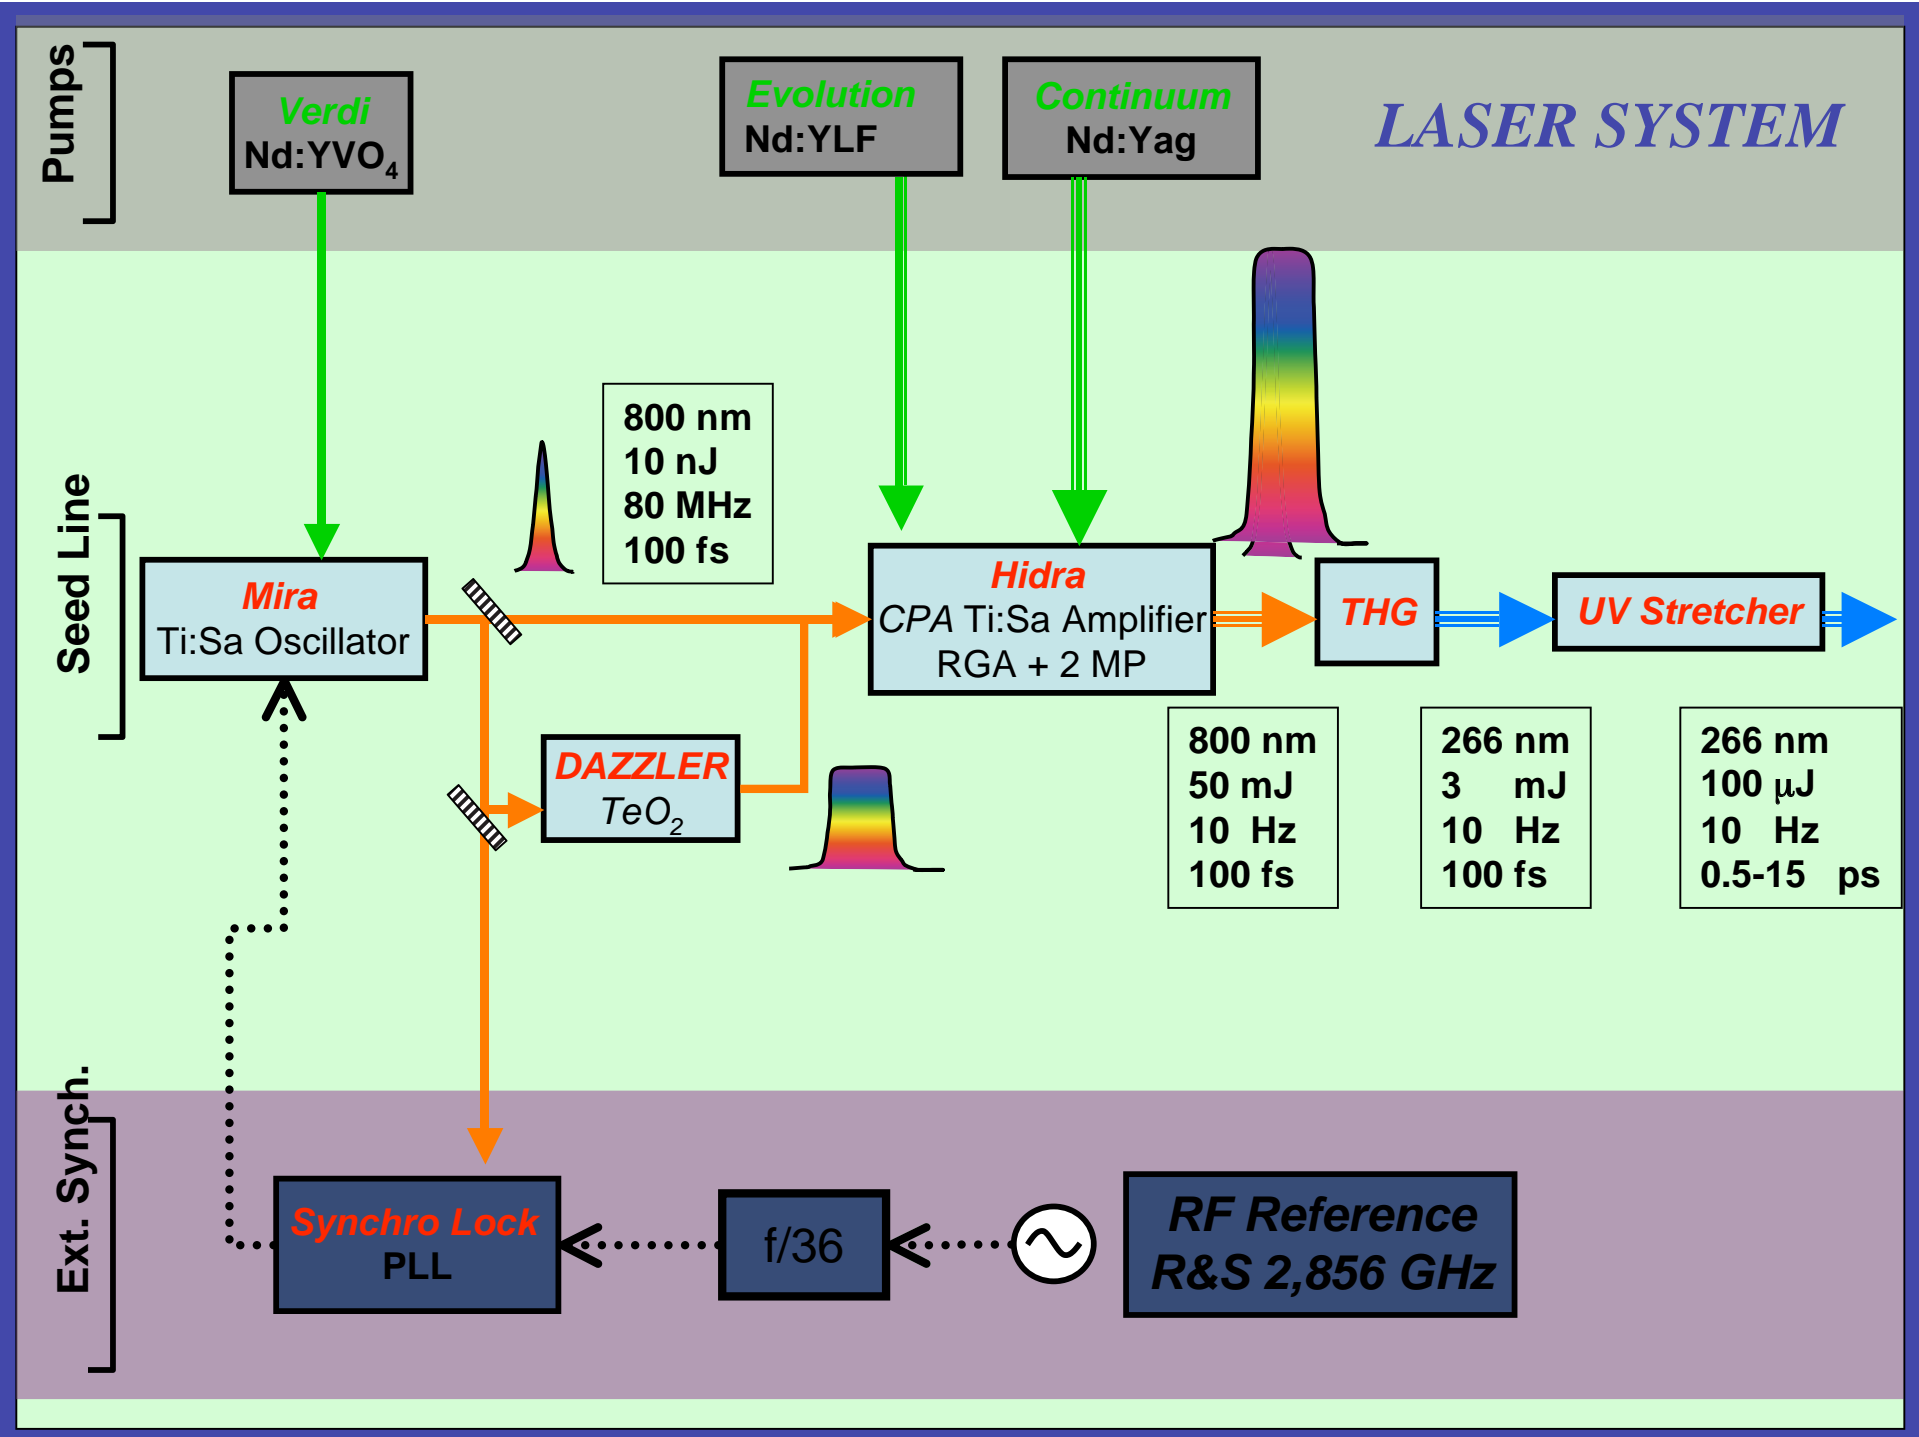 Pumps
Verdi
Nd:YVO4
Evolution
Nd:YLF
Continuum
Nd:Yag
LASER SYSTEM
Seed Line
800 nm
10 nJ
80 MHz
100 fs
Mira
Ti:Sa Oscillator
Hidra
CPA Ti:Sa Amplifier
RGA + 2 MP
THG
UV Stretcher
DAZZLER
TeO2
800 nm
50 mJ
10 Hz
100 fs
266 nm
3 mJ
10 Hz
100 fs
266 nm
100 μJ
10 Hz
0.5-15 ps
Ext. Synch.
Synchro Lock
PLL
f/36
RF Reference
R&S 2,856 GHz